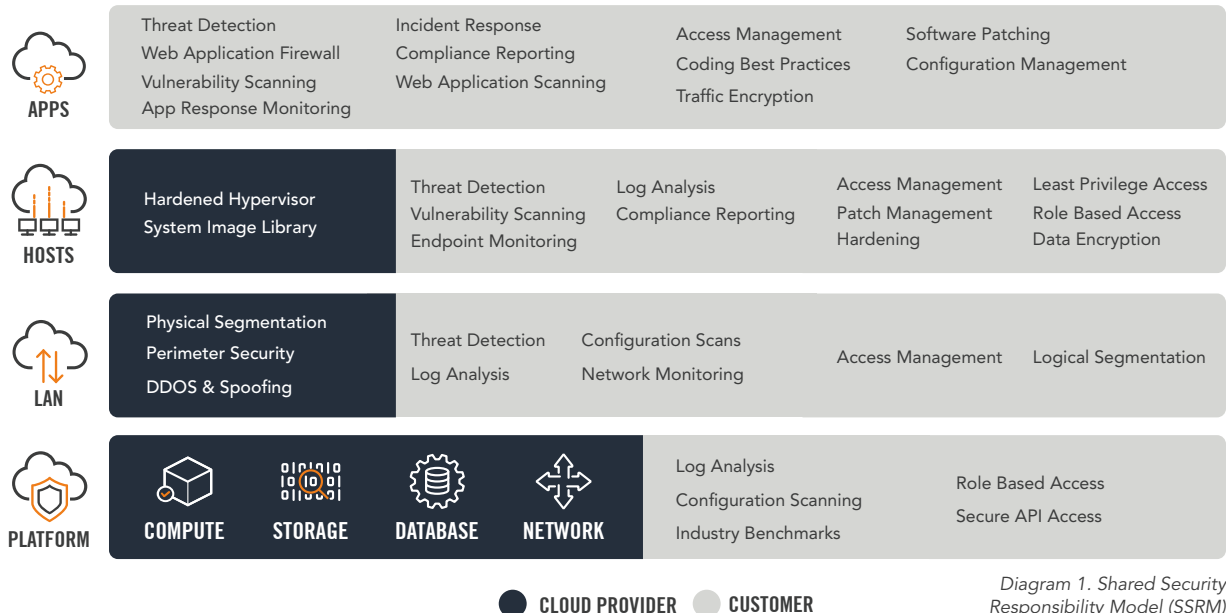 Threat Detection
Web Application Firewall
Vulnerability Scanning
App Response Monitoring
Incident Response
Compliance Reporting
Web Application Scanning
Access Management
Coding Best Practices
Traffic Encryption
Software Patching
Configuration Management
APPS
Hardened Hypervisor
System Image Library
Threat Detection
Vulnerability Scanning
Endpoint Monitoring
Log Analysis
Compliance Reporting
Access Management
Patch Management
Hardening
Least Privilege Access
Role Based Access
Data Encryption
HOSTS
Physical Segmentation
Perimeter Security
DDOS & Spoofing
Threat Detection
Log Analysis
Configuration Scans
Network Monitoring
Access Management
Logical Segmentation
LAN
COMPUTE
STORAGE
DATABASE
NETWORK
Log Analysis
Configuration Scanning
Industry Benchmarks
Role Based Access
Secure API Access
PLATFORM
CLOUD PROVIDER
CUSTOMER
Diagram 1. Shared Security
Responsibility Model (SSRM)